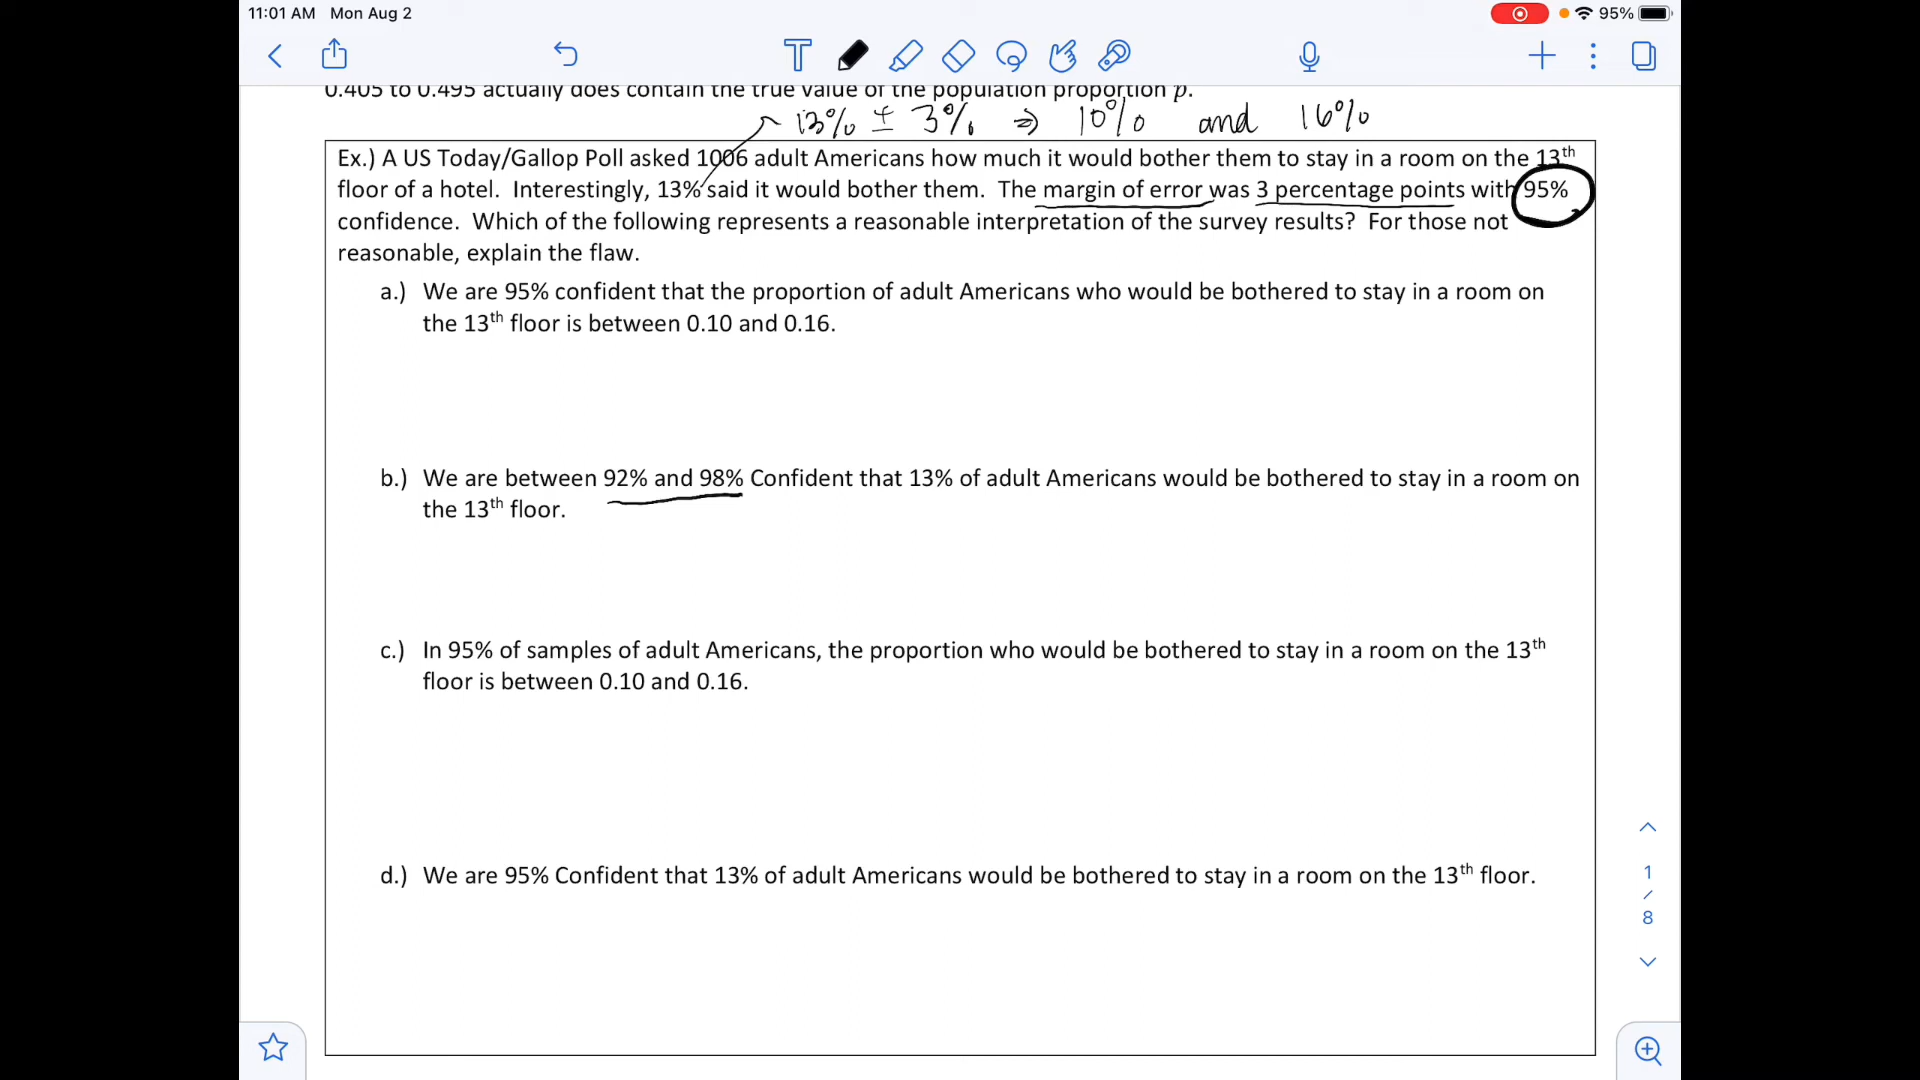 11:01 AM Mon Aug 2
95%
0.405 to 0.495 actually does contain the true value of the population proportion p.
13% ± 3% ⇒ 10% and 16%
Ex.) A US Today/Gallop Poll asked 1006 adult Americans how much it would bother them to stay in a room on the 13th
floor of a hotel. Interestingly, 13% said it would bother them. The margin of error was 3 percentage points with 95%
confidence. Which of the following represents a reasonable interpretation of the survey results? For those not
reasonable, explain the flaw.
a.) We are 95% confident that the proportion of adult Americans who would be bothered to stay in a room on
the 13th floor is between 0.10 and 0.16.
b.) We are between 92% and 98% Confident that 13% of adult Americans would be bothered to stay in a room on
the 13th floor.
c.) In 95% of samples of adult Americans, the proportion who would be bothered to stay in a room on the 13th
floor is between 0.10 and 0.16.
d.) We are 95% Confident that 13% of adult Americans would be bothered to stay in a room on the 13th floor.
1
/
8